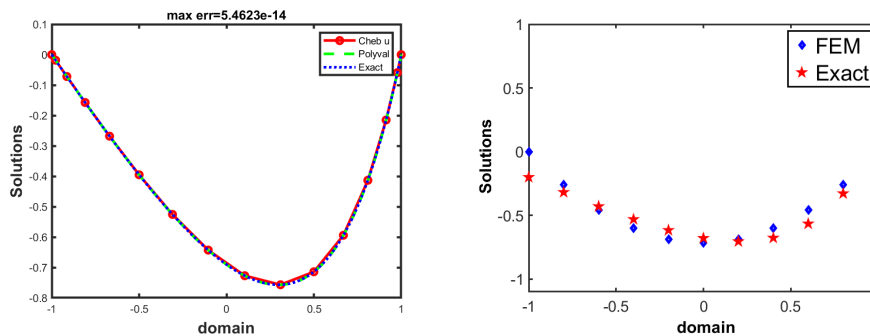 max err=5.4623e-14
0.1
0
-0.1
-0.2
-0.3
-0.4
-0.5
-0.6
-0.7
-0.8
Solutions
-1
-0.5
0
0.5
1
domain
Cheb u
Polyval
Exact
1
0.5
0
-0.5
-1
Solutions
-1
-0.5
0
0.5
domain
FEM
Exact